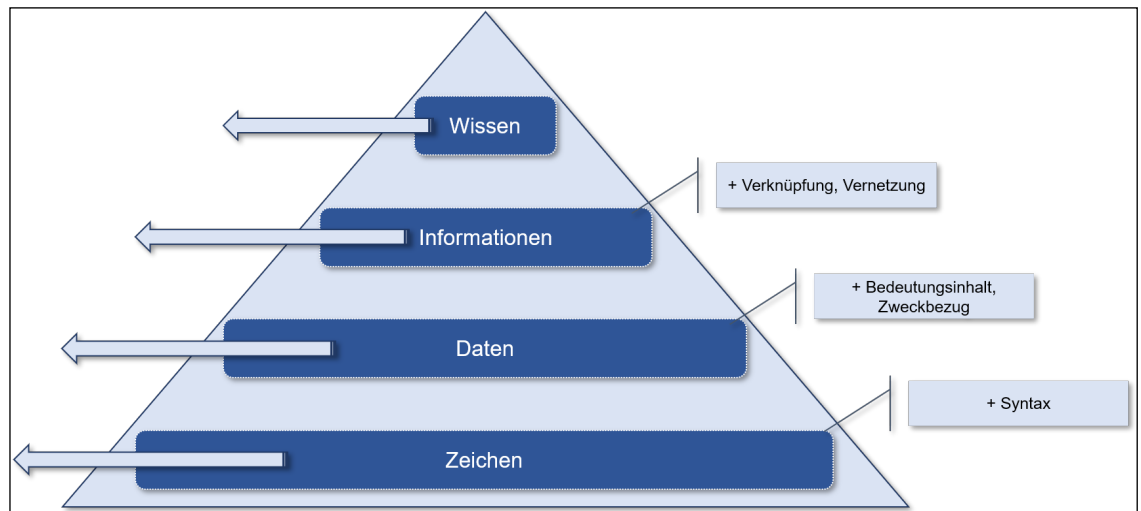 Wissen
+ Verknüpfung, Vernetzung
Informationen
+ Bedeutungsinhalt,
Zweckbezug
Daten
+ Syntax
Zeichen